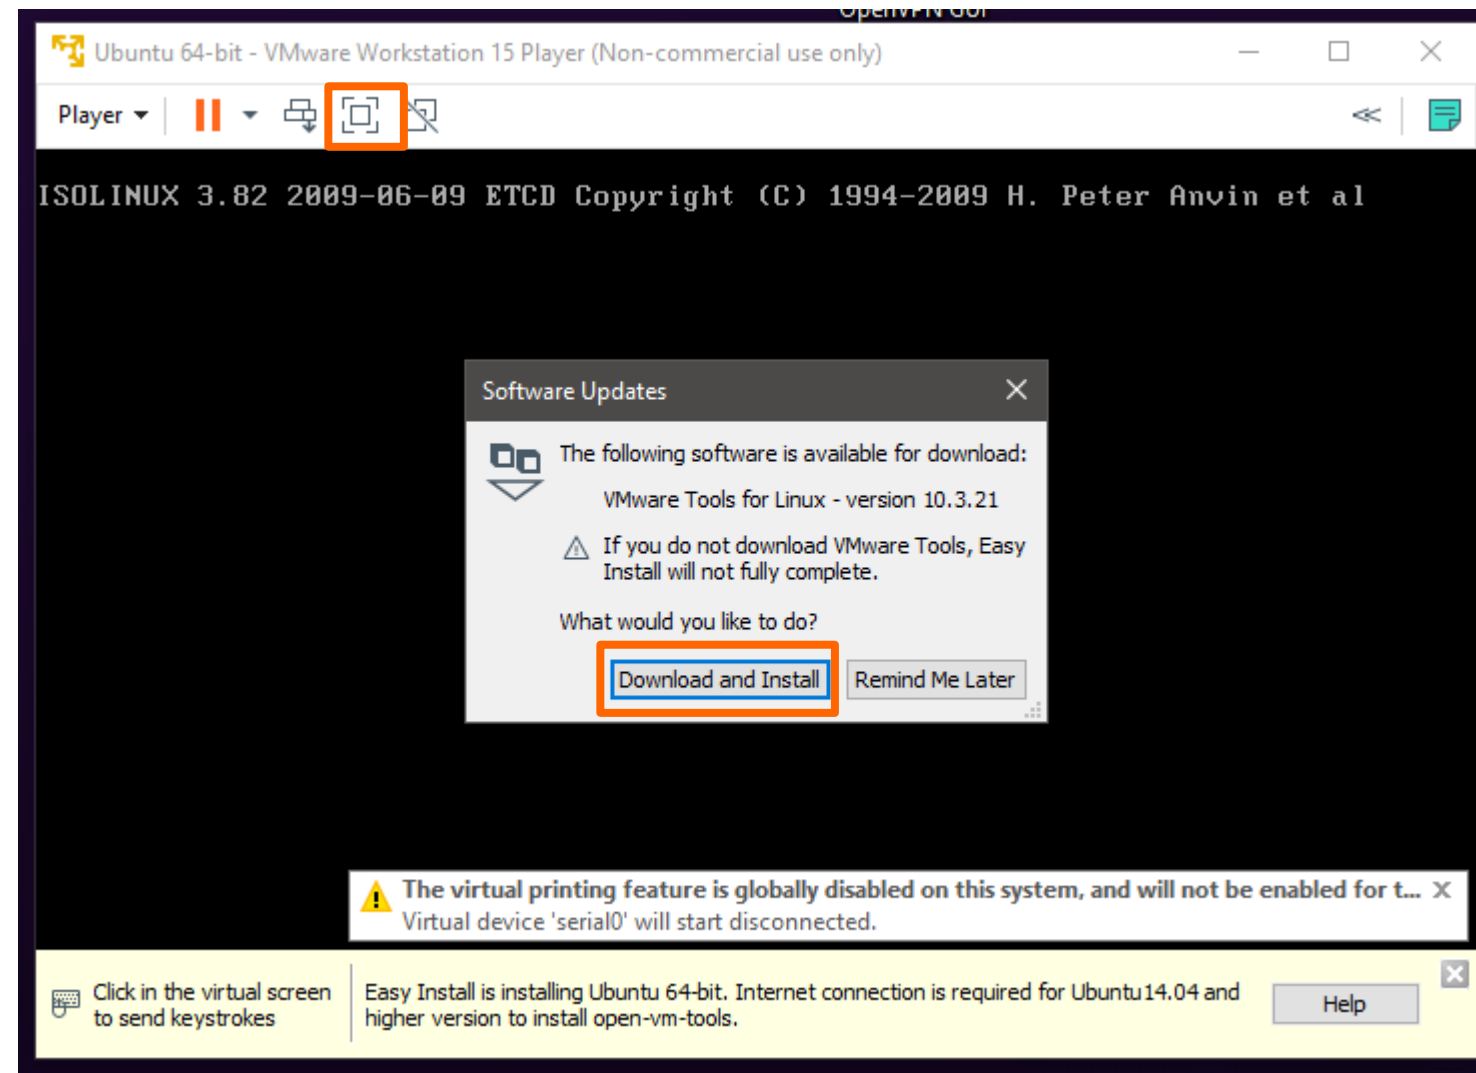 OpenVPN GUI
Ubuntu 64-bit - VMware Workstation 15 Player (Non-commercial use only)
Player
ISOLINUX 3.82 2009-06-09 ETCD Copyright (C) 1994-2009 H. Peter Anvin et al
Software Updates
The following software is available for download:
VMware Tools for Linux - version 10.3.21
If you do not download VMware Tools, Easy
Install will not fully complete.
What would you like to do?
Download and Install
Remind Me Later
The virtual printing feature is globally disabled on this system, and will not be enabled for t...
Virtual device 'serial0' will start disconnected.
Click in the virtual screen
to send keystrokes
Easy Install is installing Ubuntu 64-bit. Internet connection is required for Ubuntu14.04 and
higher version to install open-vm-tools.
Help